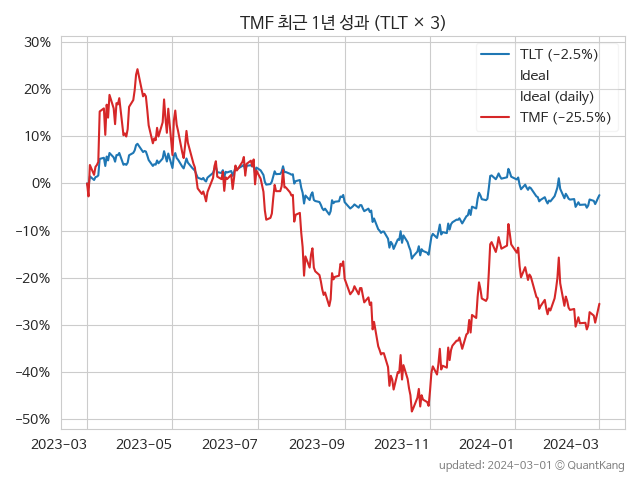 TMF 최근 1년 성과 (TLT × 3)
30%
20%
10%
0%
−10%
−20%
−30%
−40%
−50%
TLT (−2.5%)
Ideal
Ideal (daily)
TMF (−25.5%)
2023−03
2023−05
2023−07
2023−09
2023−11
2024−01
2024−03
updated: 2024−03−01 © QuantKang